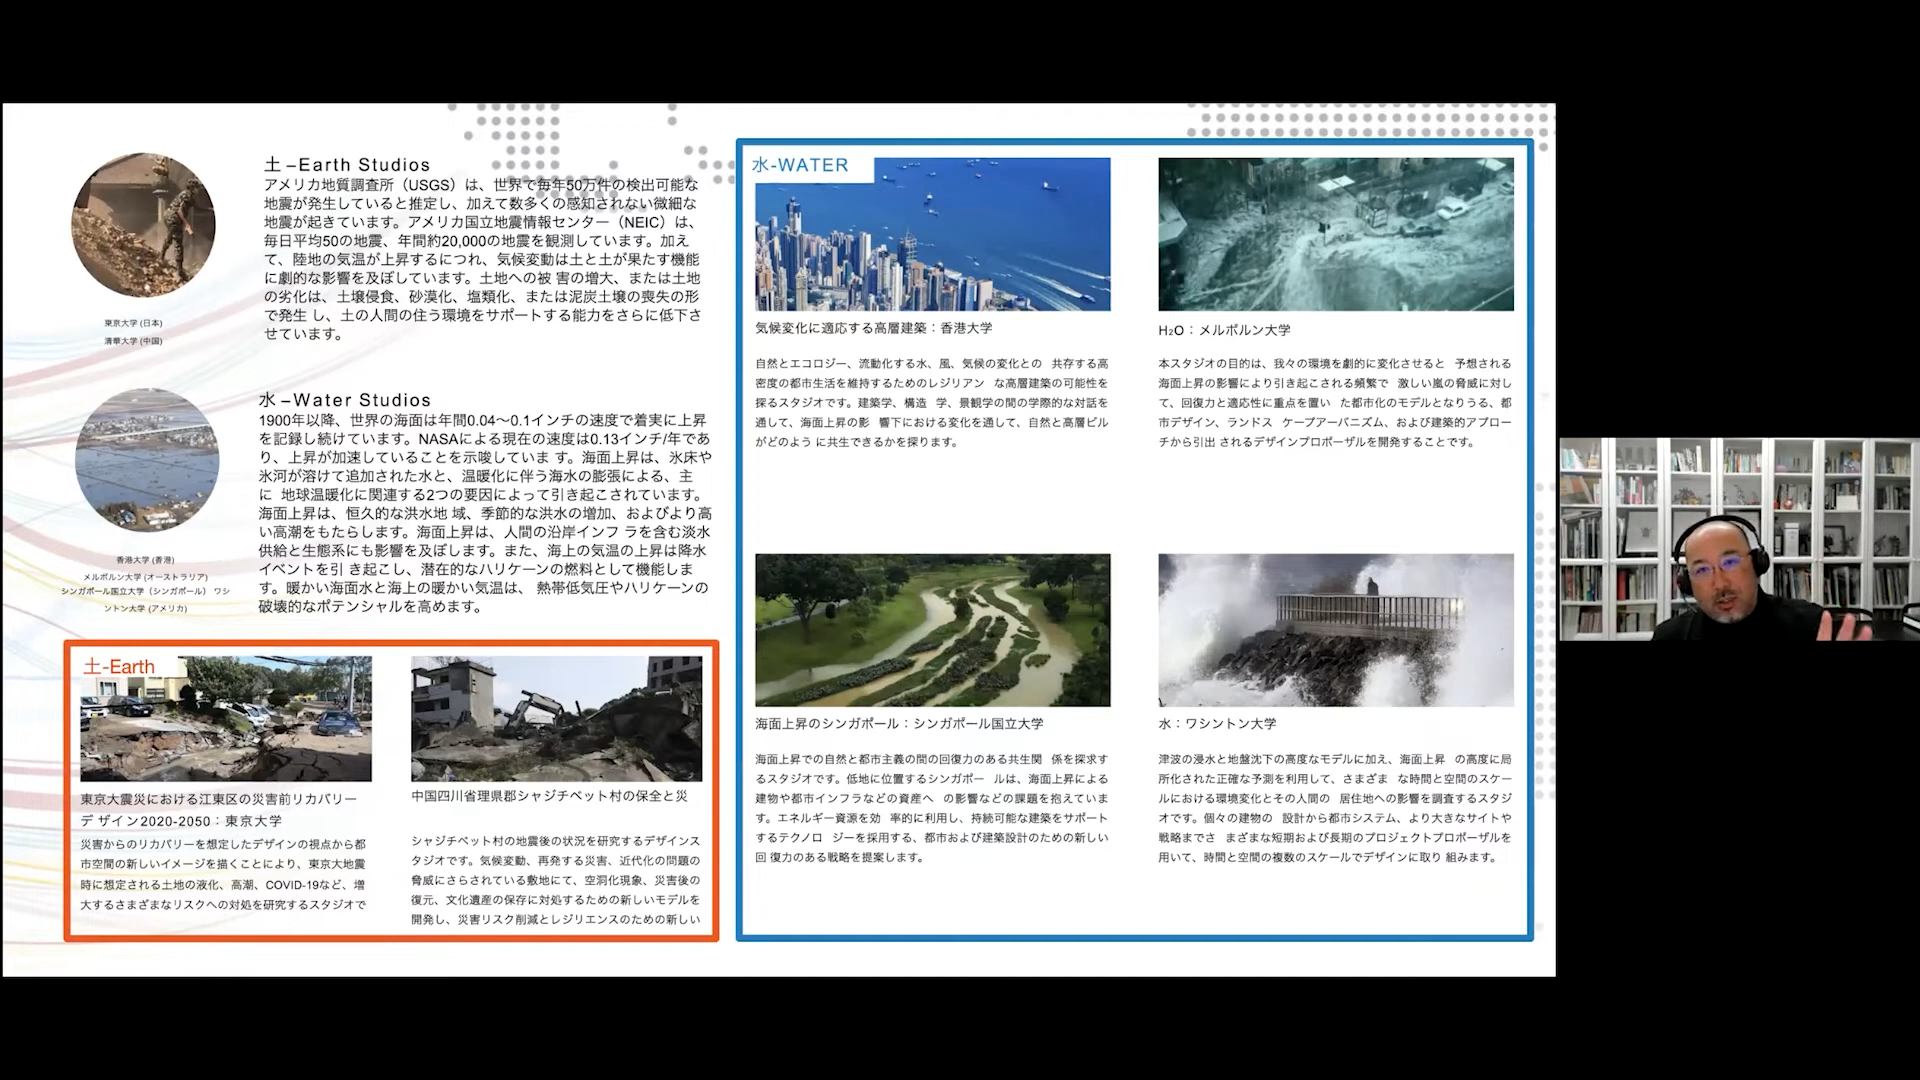 土 –Earth Studios
アメリカ地質調査所（USGS）は、世界で毎年50万件の検出可能な
地震が発生していると推定し、加えて数多くの感知されない微細な
地震が起きています。アメリカ国立地震情報センター（NEIC）は、
毎日平均50の地震、年間約20,000の地震を観測しています。加え
て、陸地の気温が上昇するにつれ、気候変動は土と土が果たす機能
に劇的な影響を及ぼしています。土地への被 害の増大、または土地
の劣化は、土壌侵食、砂漠化、塩類化、または泥炭土壌の喪失の形
で発生 し、土の人間の住う環境をサポートする能力をさらに低下さ
せています。
東京大学 (日本)
清華大学 (中国)
水 –Water Studios
1900年以降、世界の海面は年間0.04〜0.1インチの速度で着実に上昇
を記録し続けています。NASAによる現在の速度は0.13インチ/年であ
り、上昇が加速していることを示唆していま す。海面上昇は、氷床や
氷河が溶けて追加された水と、温暖化に伴う海水の膨張による、主
に 地球温暖化に関連する2つの要因によって引き起こされています。
海面上昇は、恒久的な洪水地 域、季節的な洪水の増加、およびより高
い高潮をもたらします。海面上昇は、人間の沿岸インフ ラを含む淡水
供給と生態系にも影響を及ぼします。また、海上の気温の上昇は降水
イベントを引 き起こし、潜在的なハリケーンの燃料として機能しま
す。暖かい海面水と海上の暖かい気温は、 熱帯低気圧やハリケーンの
破壊的なポテンシャルを高めます。
香港大学 (香港)
メルボルン大学 (オーストラリア)
シンガポール国立大学（シンガポール） ワシ
ントン大学 (アメリカ)
土-Earth
東京大震災における江東区の災害前リカバリー
デ ザイン2020-2050：東京大学
災害からのリカバリーを想定したデザインの視点から都
市空間の新しいイメージを描くことにより、東京大地震
時に想定される土地の液化、高潮、COVID-19など、増
大するさまざまなリスクへの対処を研究するスタジオで
中国四川省理県郡シャジチベット村の保全と災
シャジチベット村の地震後の状況を研究するデザインス
タジオです。気候変動、再発する災害、近代化の問題の
脅威にさらされている敷地にて、空洞化現象、災害後の
復元、文化遺産の保存に対処するための新しいモデルを
開発し、災害リスク削減とレジリエンスのための新しい
水-WATER
気候変化に適応する高層建築：香港大学
自然とエコロジー、流動化する水、風、気候の変化との 共存する高
密度の都市生活を維持するためのレジリアン な高層建築の可能性を
探るスタジオです。建築学、構造 学、景観学の間の学際的な対話を
通して、海面上昇の影 響下における変化を通して、自然と高層ビル
がどのよう に共生できるかを探ります。
H₂O：メルボルン大学
本スタジオの目的は、我々の環境を劇的に変化させると 予想される
海面上昇の影響により引き起こされる頻繁で 激しい嵐の脅威に対し
て、回復力と適応性に重点を置い た都市化のモデルとなりうる、都
市デザイン、ランドス ケープアーバニズム、および建築的アプロー
チから引出 されるデザインプロポーザルを開発することです。
海面上昇のシンガポール：シンガポール国立大学
海面上昇での自然と都市主義の間の回復力のある共生関 係を探求す
るスタジオです。低地に位置するシンガポー ルは、海面上昇による
建物や都市インフラなどの資産へ の影響などの課題を抱えていま
す。エネルギー資源を効 率的に利用し、持続可能な建築をサポート
するテクノロ ジーを採用する、都市および建築設計のための新しい
回 復力のある戦略を提案します。
水：ワシントン大学
津波の浸水と地盤沈下の高度なモデルに加え、海面上昇 の高度に局
所化された正確な予測を利用して、さまざま な時間と空間のスケー
ルにおける環境変化とその人間の 居住地への影響を調査するスタジ
オです。個々の建物の 設計から都市システム、より大きなサイトや
戦略までさ まざまな短期および長期のプロジェクトプロポーザルを
用いて、時間と空間の複数のスケールでデザインに取り 組みます。